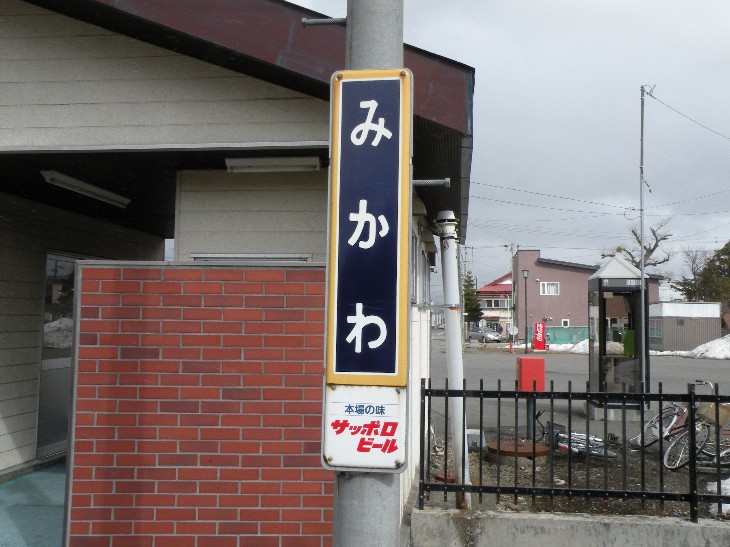 みかわ
本場の味
サッポロ
ビール